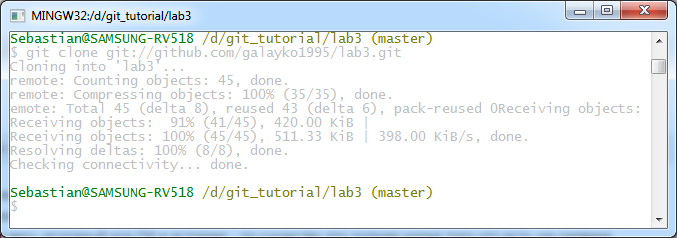 MINGW32:/d/git_tutorial/lab3
Sebastian@SAMSUNG-RV518 /d/git_tutorial/lab3 (master)
$ git clone git://github.com/galayko1995/lab3.git
Cloning into 'lab3'...
remote: Counting objects: 45, done.
remote: Compressing objects: 100% (35/35), done.
emote: Total 45 (delta 8), reused 43 (delta 6), pack-reused 0Receiving objects:
Receiving objects:  91% (41/45), 420.00 KiB |
Receiving objects: 100% (45/45), 511.33 KiB | 398.00 KiB/s, done.
Resolving deltas: 100% (8/8), done.
Checking connectivity... done.
Sebastian@SAMSUNG-RV518 /d/git_tutorial/lab3 (master)
$